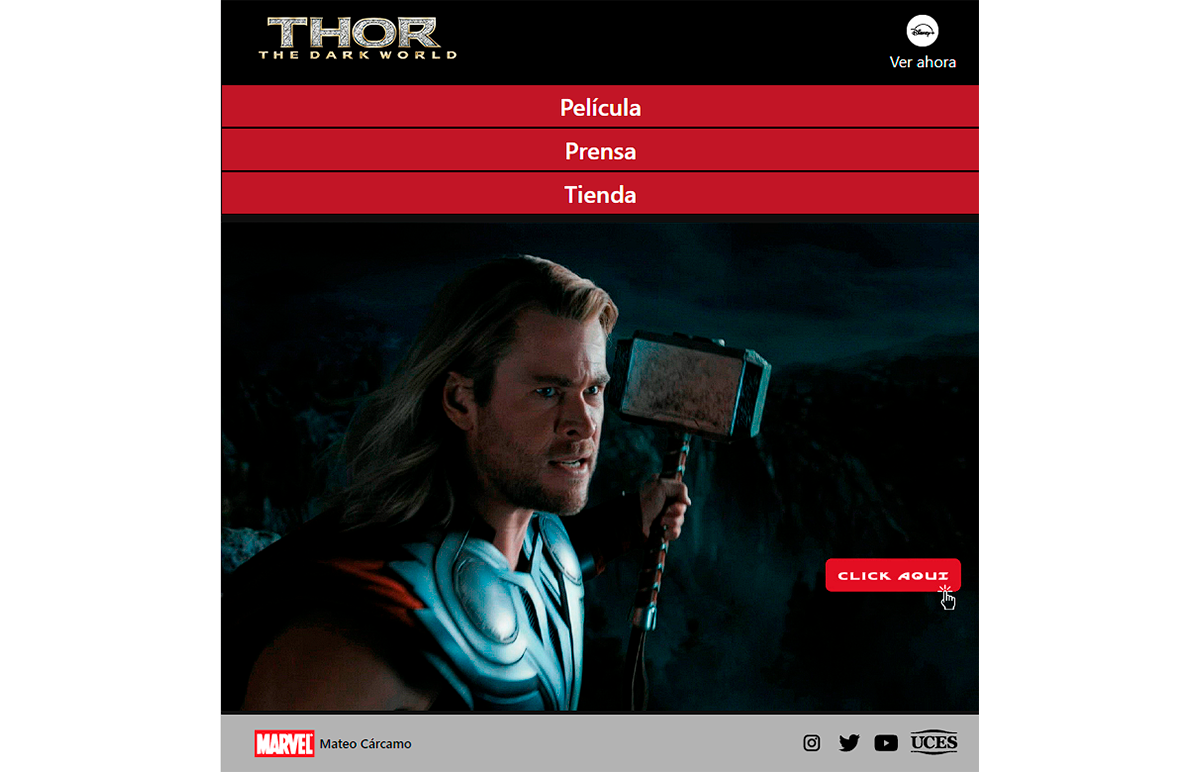 THOR
THE DARK WORLD
Disney+
Ver ahora
Película
Prensa
Tienda
CLICK AQUI
MARVEL Mateo Cárcamo
UCES